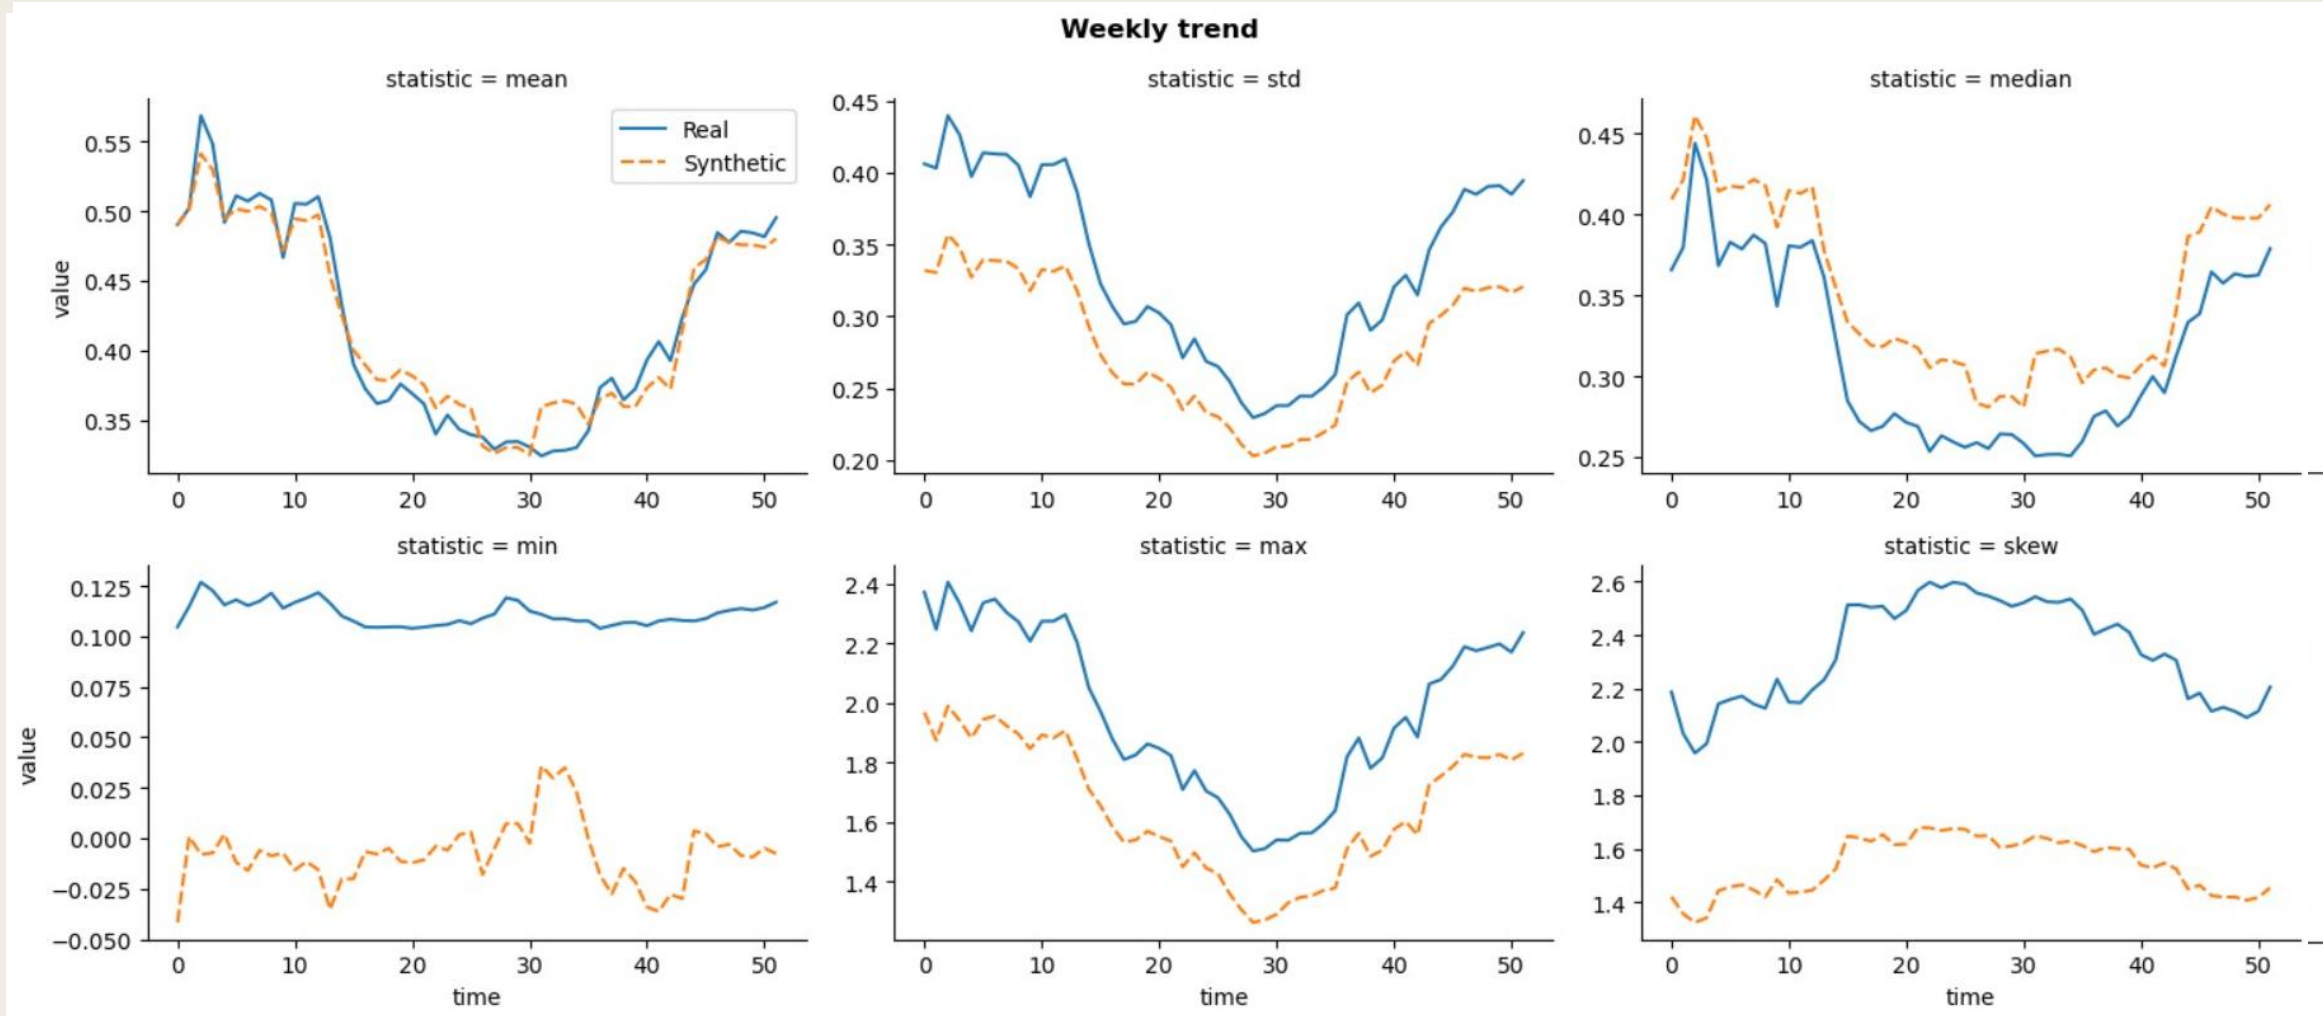 Weekly trend
statistic = mean
statistic = std
statistic = median
Real
Synthetic
value
0.55
0.50
0.45
0.40
0.35
0 10 20 30 40 50
0.45
0.40
0.35
0.30
0.25
0.20
0 10 20 30 40 50
0.45
0.40
0.35
0.30
0.25
0 10 20 30 40 50
statistic = min
statistic = max
statistic = skew
value
0.125
0.100
0.075
0.050
0.025
0.000
−0.025
−0.050
0 10 20 30 40 50
time
2.4
2.2
2.0
1.8
1.6
1.4
0 10 20 30 40 50
time
2.6
2.4
2.2
2.0
1.8
1.6
1.4
0 10 20 30 40 50
time